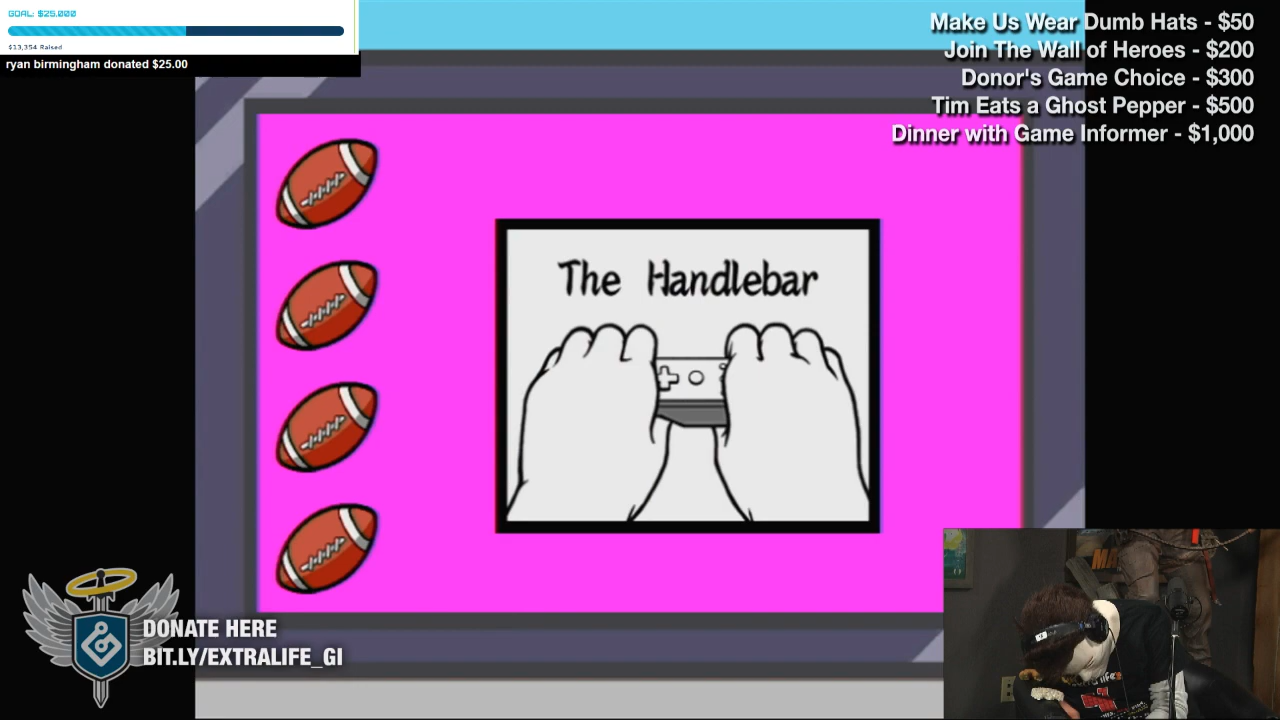 GOAL: $25,000
$13,354 Raised
ryan birmingham donated $25.00
Make Us Wear Dumb Hats - $50
Join The Wall of Heroes - $200
Donor's Game Choice - $300
Tim Eats a Ghost Pepper - $500
Dinner with Game Informer - $1,000
The Handlebar
DONATE HERE
BIT.LY/EXTRALIFE_GI